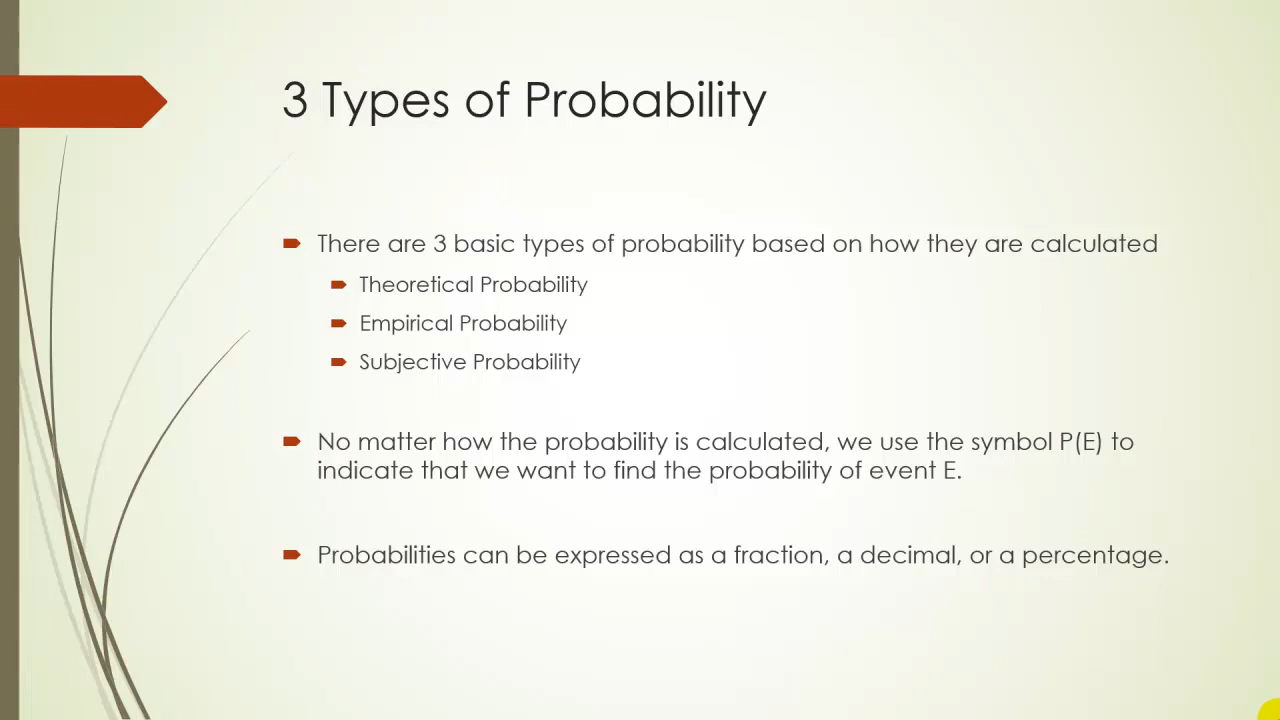 3 Types of Probability
There are 3 basic types of probability based on how they are calculated
Theoretical Probability
Empirical Probability
Subjective Probability
No matter how the probability is calculated, we use the symbol P(E) to
indicate that we want to find the probability of event E.
Probabilities can be expressed as a fraction, a decimal, or a percentage.